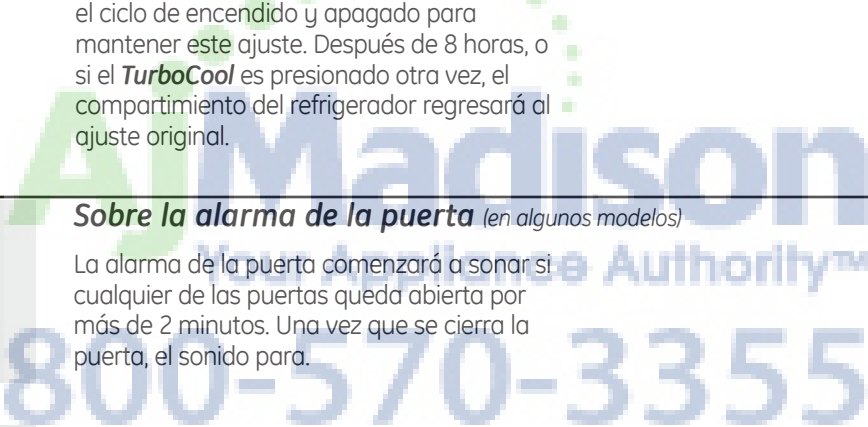 el ciclo de encendido y apagado para
mantener este ajuste. Después de 8 horas, o
si el TurboCool es presionado otra vez, el
compartimiento del refrigerador regresará al
ajuste original.
AjMadison
Sobre la alarma de la puerta (en algunos modelos)
Your Appliance Authority™
La alarma de la puerta comenzará a sonar si
cualquier de las puertas queda abierta por
más de 2 minutos. Una vez que se cierra la
puerta, el sonido para.
800-570-3355